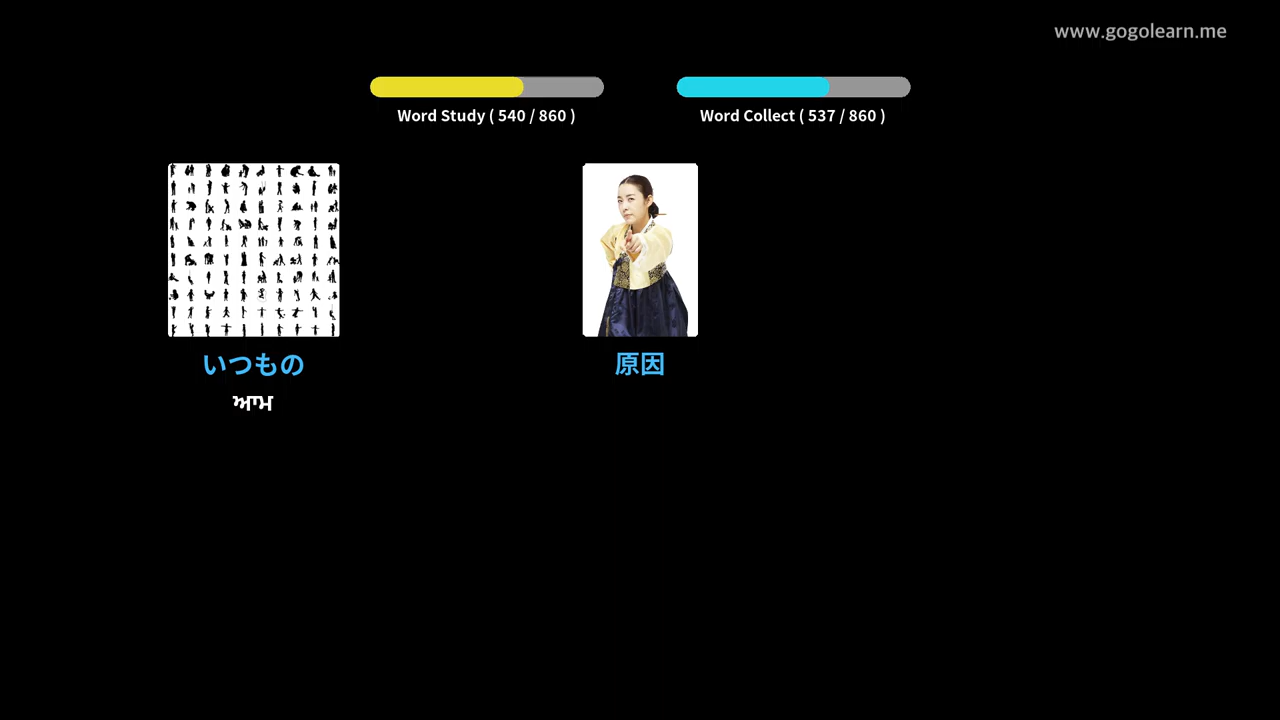 www.gogolearn.me
Word Study ( 540 / 860 )
Word Collect ( 537 / 860 )
いつもの
原因
ਆਮ